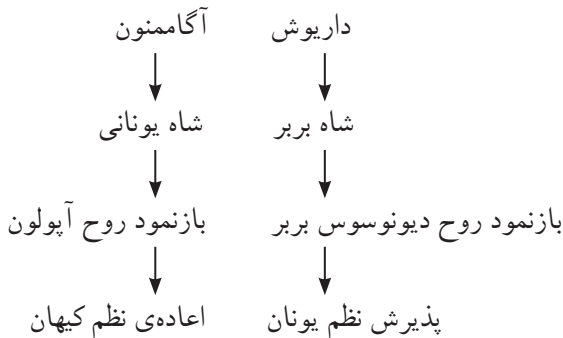 داریوش آگاممنون
شاه بربر شاه یونانی
بازنمود روح دیونوسوس بربر بازنمود روح آپولون
پذیرش نظم یونان اعاده‌ی نظم کیهان